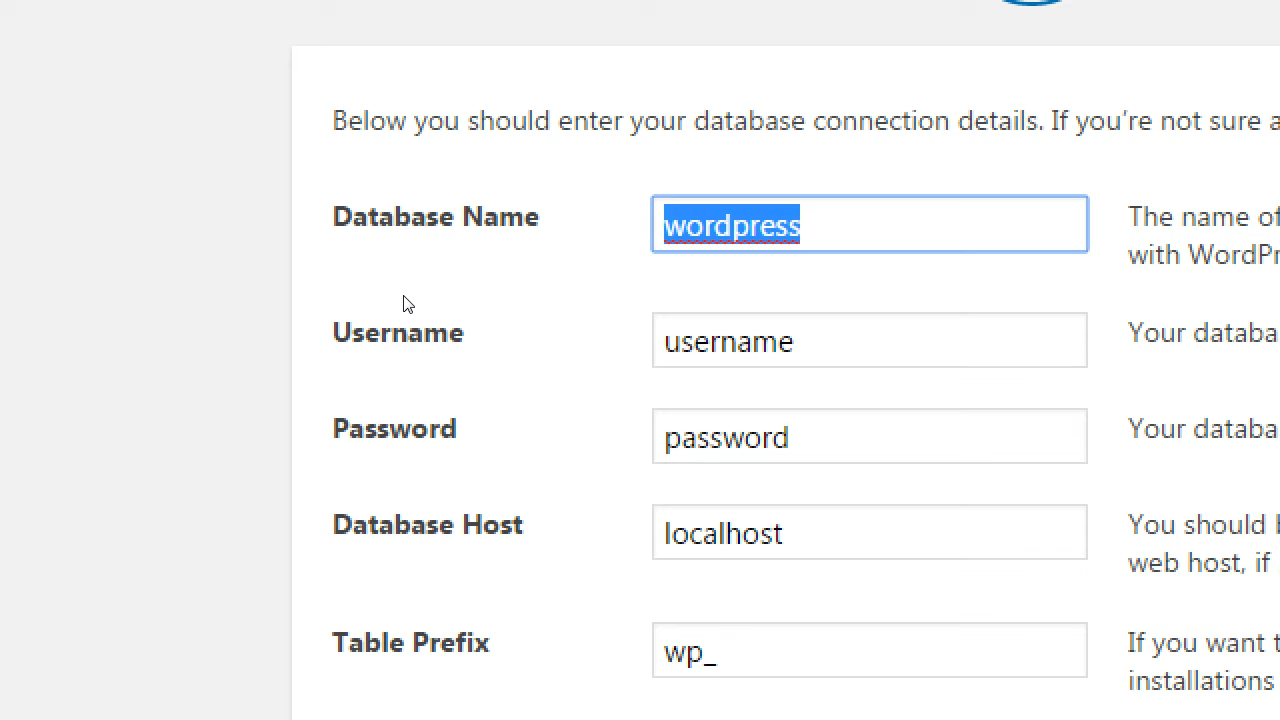 Below you should enter your database connection details. If you’re not sure a
Database Name
wordpress
The name of
with WordPr
Username
username
Your databa
Password
password
Your databa
Database Host
localhost
You should b
web host, if
Table Prefix
wp_
If you want t
installations